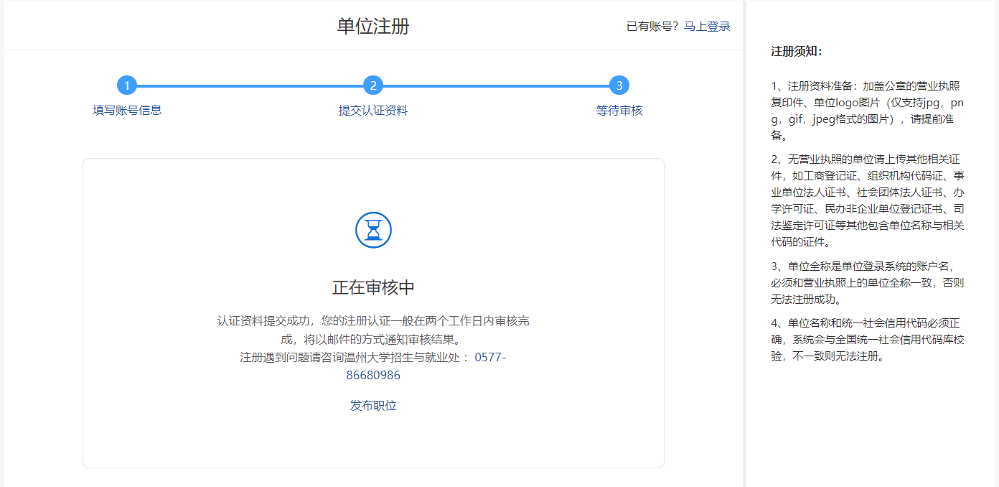 单位注册
已有账号？马上登录
1
2
3
填写账号信息
提交认证资料
等待审核
正在审核中
认证资料提交成功，您的注册认证一般在两个工作日内审核完
成，将以邮件的方式通知审核结果。
注册遇到问题请咨询温州大学招生与就业处 ：0577-
86680986
发布职位
注册须知：
1、注册资料准备：加盖公章的营业执照
复印件、单位logo图片（仅支持jpg，pn
g，gif，jpeg格式的图片），请提前准
备。
2、无营业执照的单位请上传其他相关证
件，如工商登记证、组织机构代码证、事
业单位法人证书、社会团体法人证书、办
学许可证、民办非企业单位登记证书、司
法鉴定许可证等其他包含单位名称与相关
代码的证件。
3、单位全称是单位登录系统的账户名，
必须和营业执照上的单位全称一致，否则
无法注册成功。
4、单位名称和统一社会信用代码必须正
确，系统会与全国统一社会信用代码库校
验，不一致则无法注册。